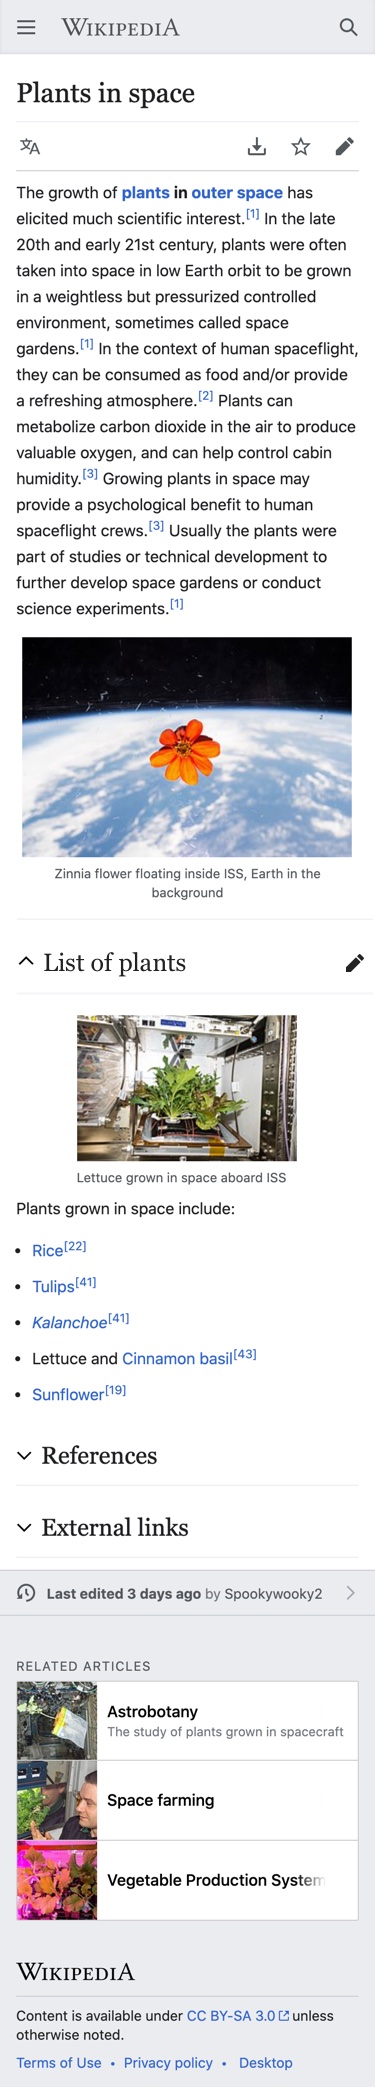 WIKIPEDIA
Plants in space
The growth of plants in outer space has
elicited much scientific interest.[1] In the late
20th and early 21st century, plants were often
taken into space in low Earth orbit to be grown
in a weightless but pressurized controlled
environment, sometimes called space
gardens.[1] In the context of human spaceflight,
they can be consumed as food and/or provide
a refreshing atmosphere.[2] Plants can
metabolize carbon dioxide in the air to produce
valuable oxygen, and can help control cabin
humidity.[3] Growing plants in space may
provide a psychological benefit to human
spaceflight crews.[3] Usually the plants were
part of studies or technical development to
further develop space gardens or conduct
science experiments.[1]
Zinnia flower floating inside ISS, Earth in the
background
List of plants
Lettuce grown in space aboard ISS
Plants grown in space include:
• Rice[22]
• Tulips[41]
• Kalanchoe[41]
• Lettuce and Cinnamon basil[43]
• Sunflower[19]
References
External links
Last edited 3 days ago by Spookywooky2
RELATED ARTICLES
Astrobotany
The study of plants grown in spacecraft
Space farming
Vegetable Production System
WIKIPEDIA
Content is available under CC BY-SA 3.0 unless
otherwise noted.
Terms of Use • Privacy policy • Desktop